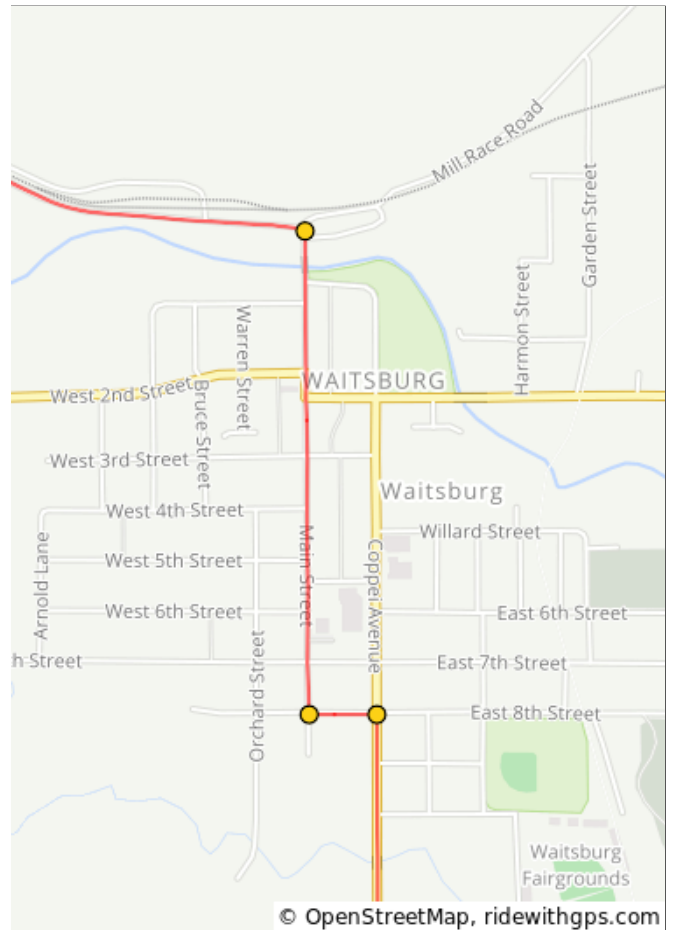 Mill Race Road
Garden Street
Harmon Street
Warren Street
WAITSBURG
West 2nd Street
Bruce Street
West 3rd Street
Waitsburg
West 4th Street
Willard Street
Main Street
Coppei Avenue
Arnold Lane
West 5th Street
West 6th Street
East 6th Street
h Street
East 7th Street
Orchard Street
East 8th Street
Waitsburg
Fairgrounds
© OpenStreetMap, ridewithgps.com